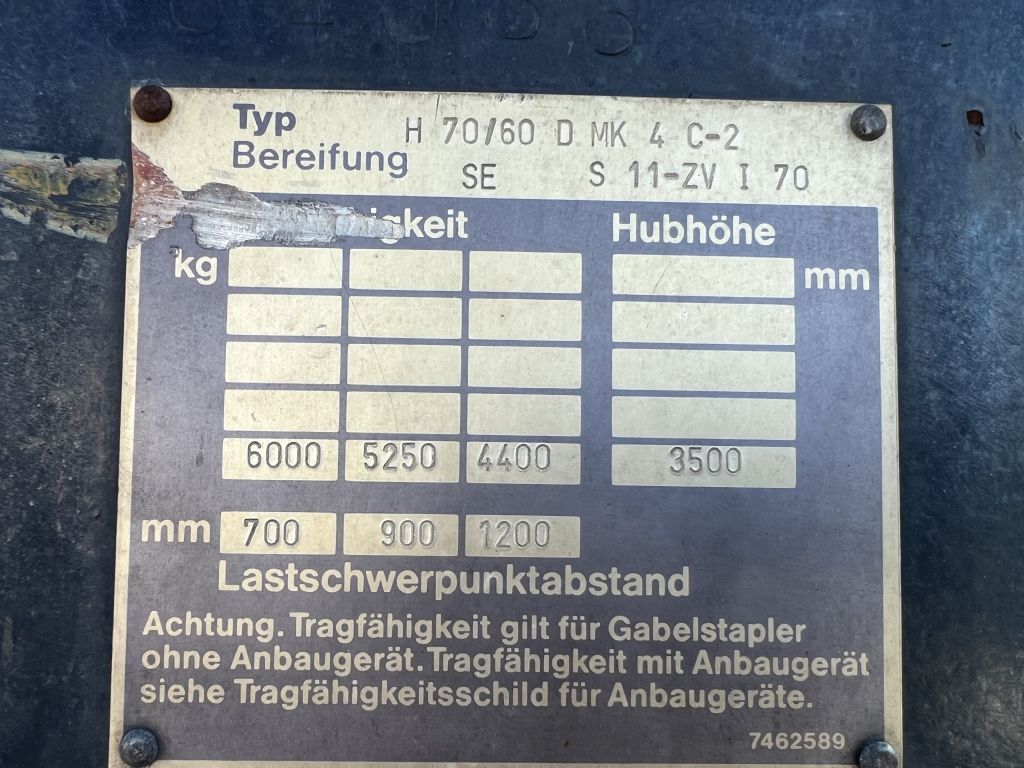 Typ H 70/60 D MK 4 C-2
Bereifung SE S 11-ZV I 70
Hubhöhe
kg mm
6000 5250 4400 3500
mm 700 900 1200
Lastschwerpunktabstand
Achtung. Tragfähigkeit gilt für Gabelstapler
ohne Anbaugerät. Tragfähigkeit mit Anbaugerät
siehe Tragfähigkeitsschild für Anbaugeräte.
7462589